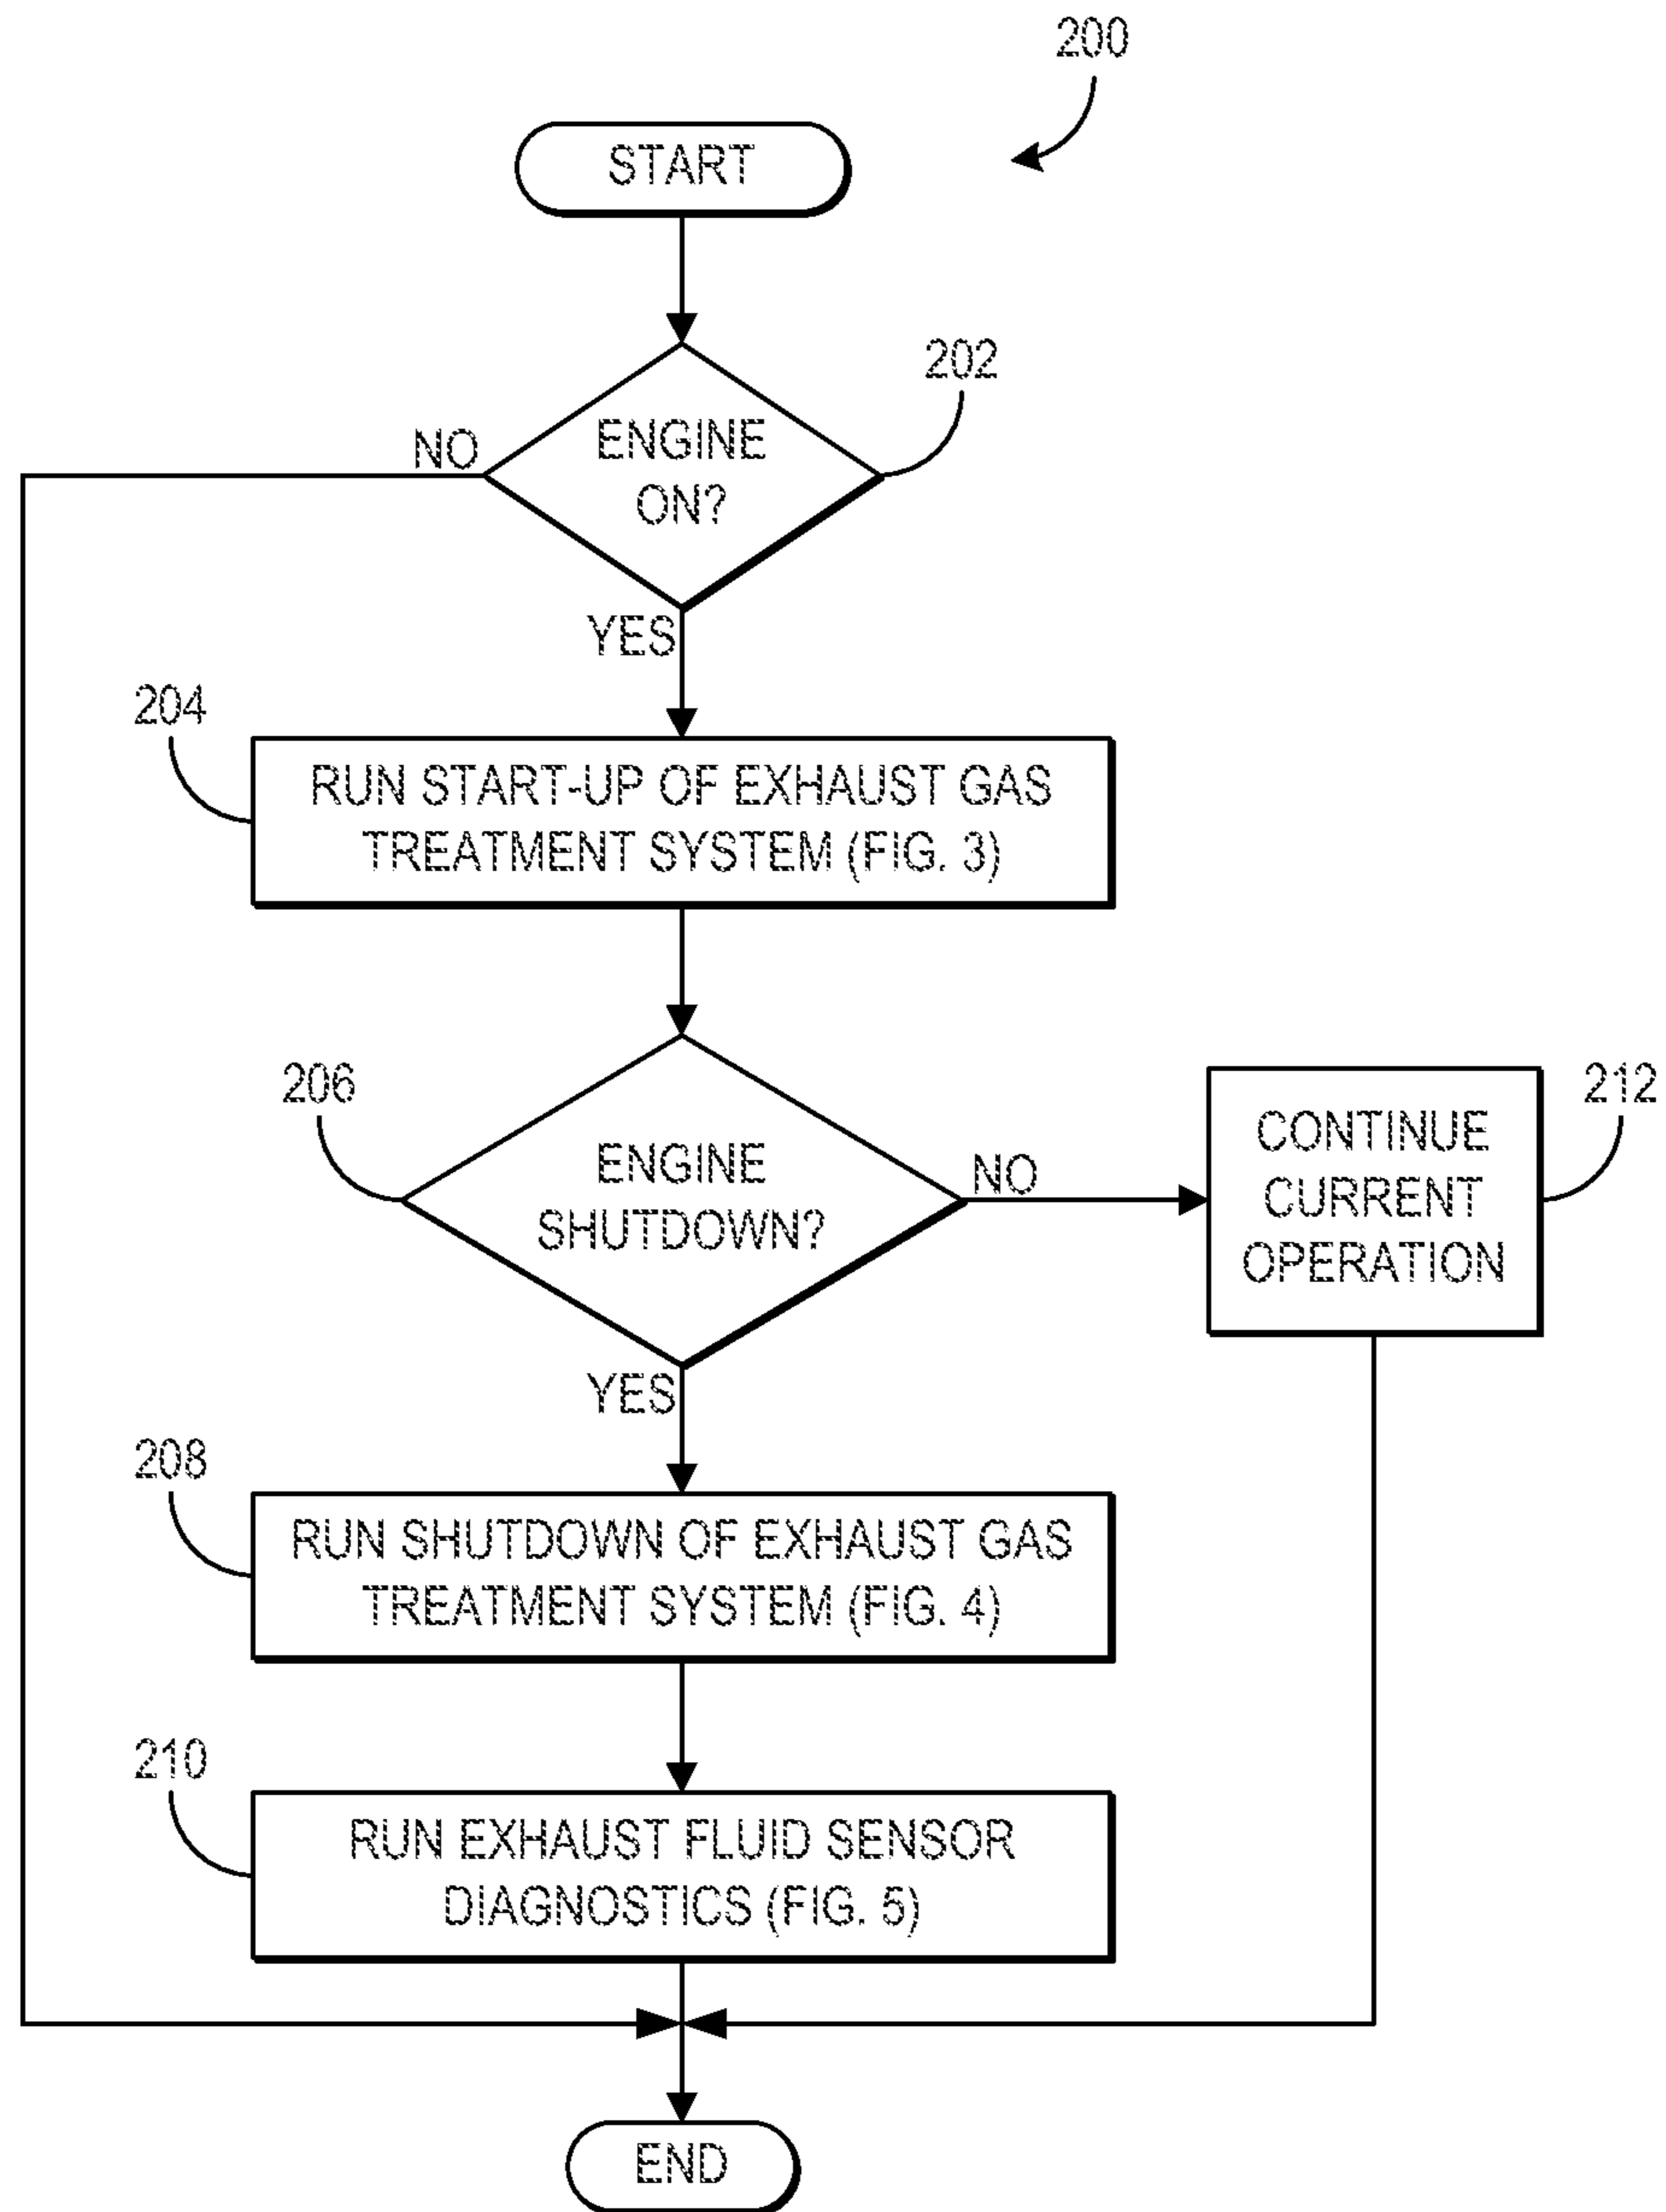 200
START
202
NO
ENGINE
ON?
YES
204
RUN START-UP OF EXHAUST GAS
TREATMENT SYSTEM (FIG. 3)
206
ENGINE
SHUTDOWN?
NO
CONTINUE
CURRENT
OPERATION
212
YES
208
RUN SHUTDOWN OF EXHAUST GAS
TREATMENT SYSTEM (FIG. 4)
210
RUN EXHAUST FLUID SENSOR
DIAGNOSTICS (FIG. 5)
END